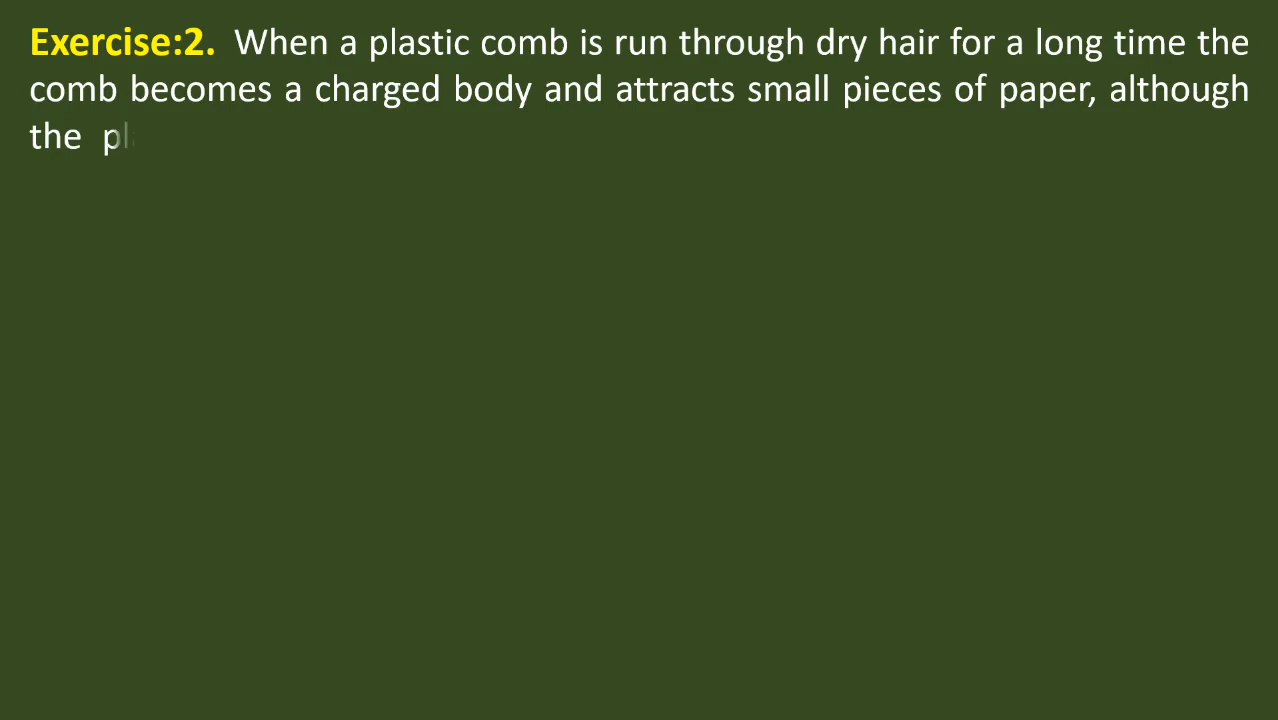 Exercise:2. When a plastic comb is run through dry hair for a long time the
comb becomes a charged body and attracts small pieces of paper, although
the